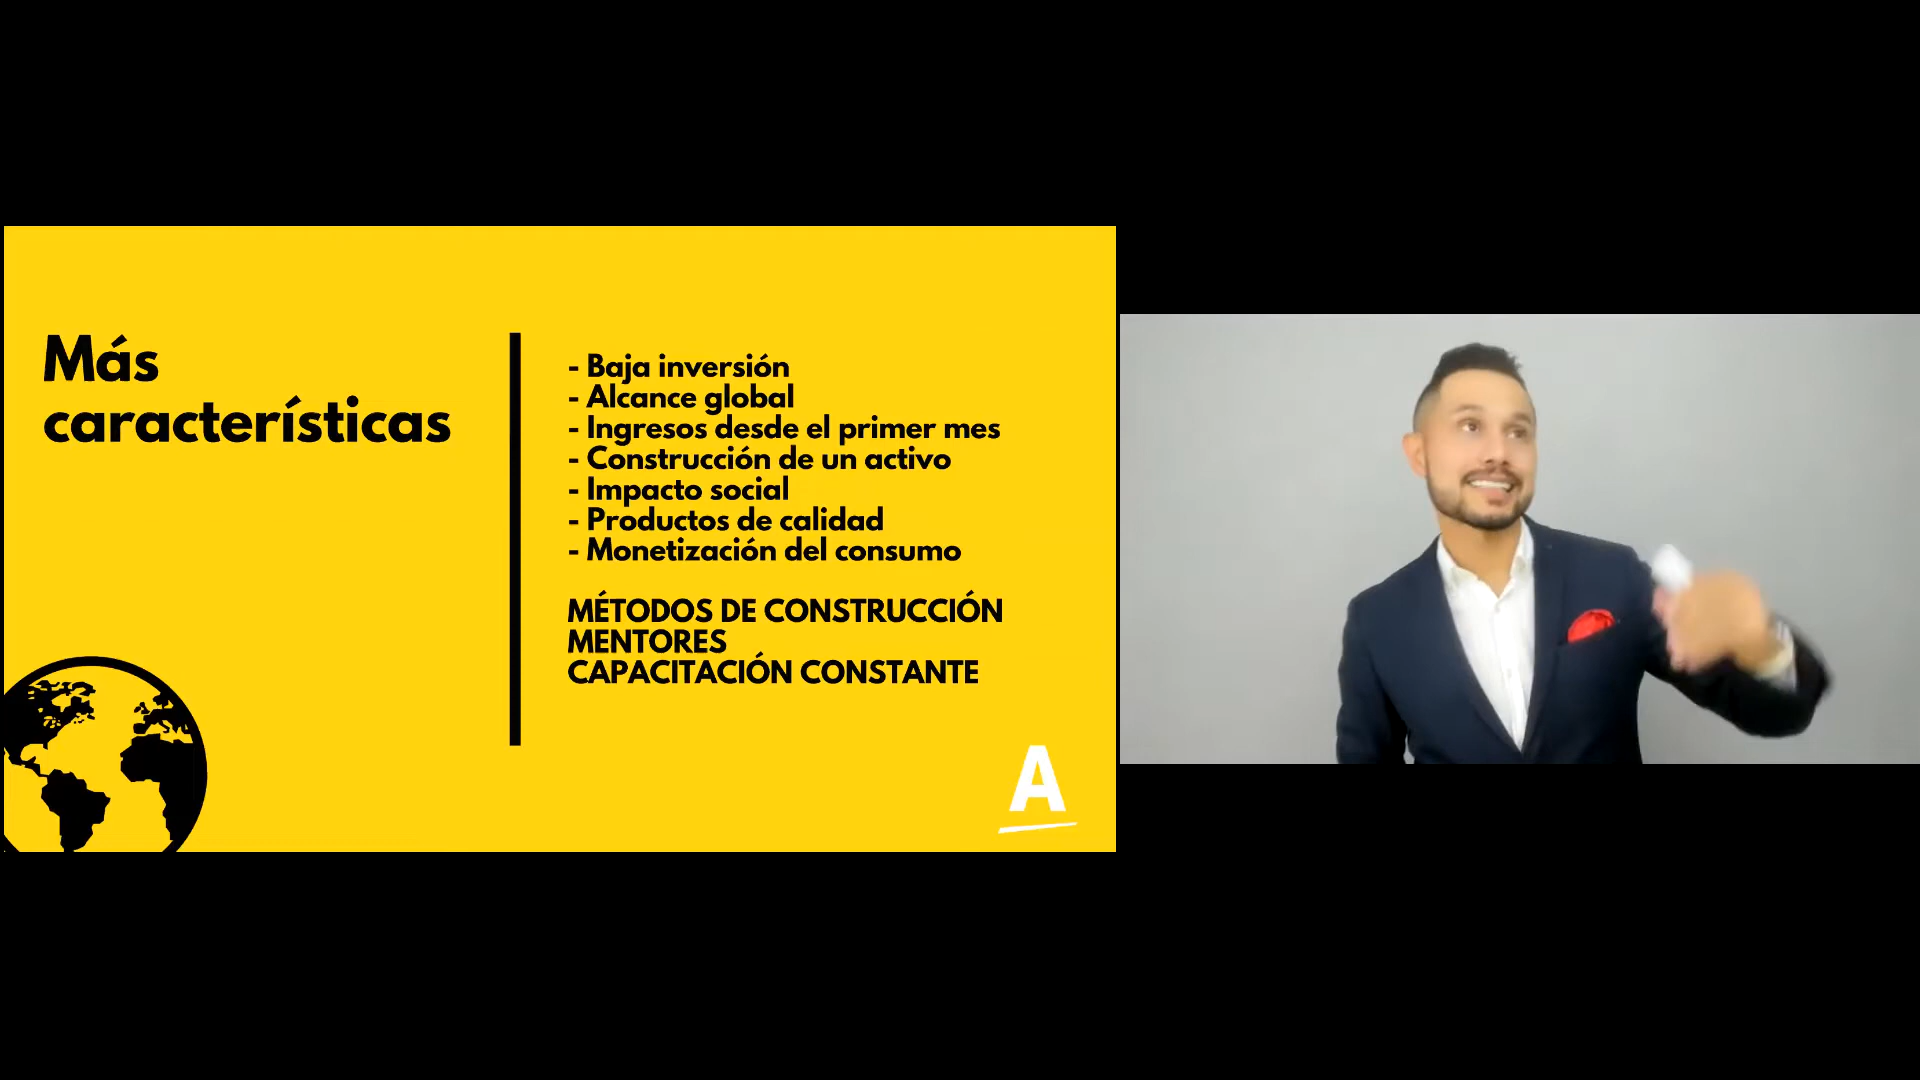 Más
características
- Baja inversión
- Alcance global
- Ingresos desde el primer mes
- Construcción de un activo
- Impacto social
- Productos de calidad
- Monetización del consumo
MÉTODOS DE CONSTRUCCIÓN
MENTORES
CAPACITACIÓN CONSTANTE
A